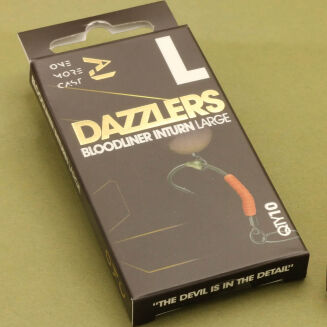 ONE
MORE
CAST
L
DAZZLERS
BLOODLINER INTURN LARGE
QTY10
"THE DEVIL IS IN THE DETAIL"